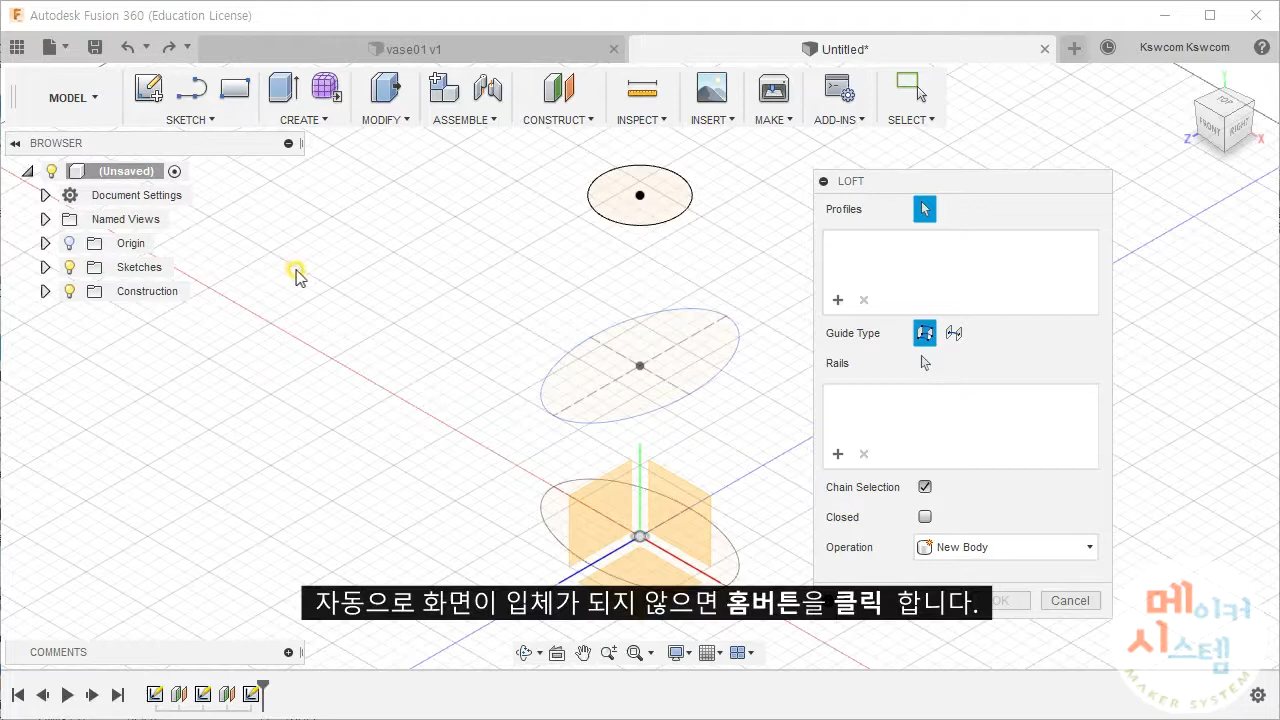 Autodesk Fusion 360 (Education License)
vase01 v1
Untitled*
Kswcom Kswcom
MODEL
SKETCH
CREATE
MODIFY
ASSEMBLE
CONSTRUCT
INSPECT
INSERT
MAKE
ADD-INS
SELECT
TOP
FRONT
RIGHT
Z
X
Y
BROWSER
(Unsaved)
Document Settings
Named Views
Origin
Sketches
Construction
LOFT
Profiles
Guide Type
Rails
Chain Selection
Closed
Operation
New Body
OK
Cancel
자동으로 화면이 입체가 되지 않으면 홈버튼을 클릭 합니다.
메이커
시스템
MAKER SYSTEM
COMMENTS